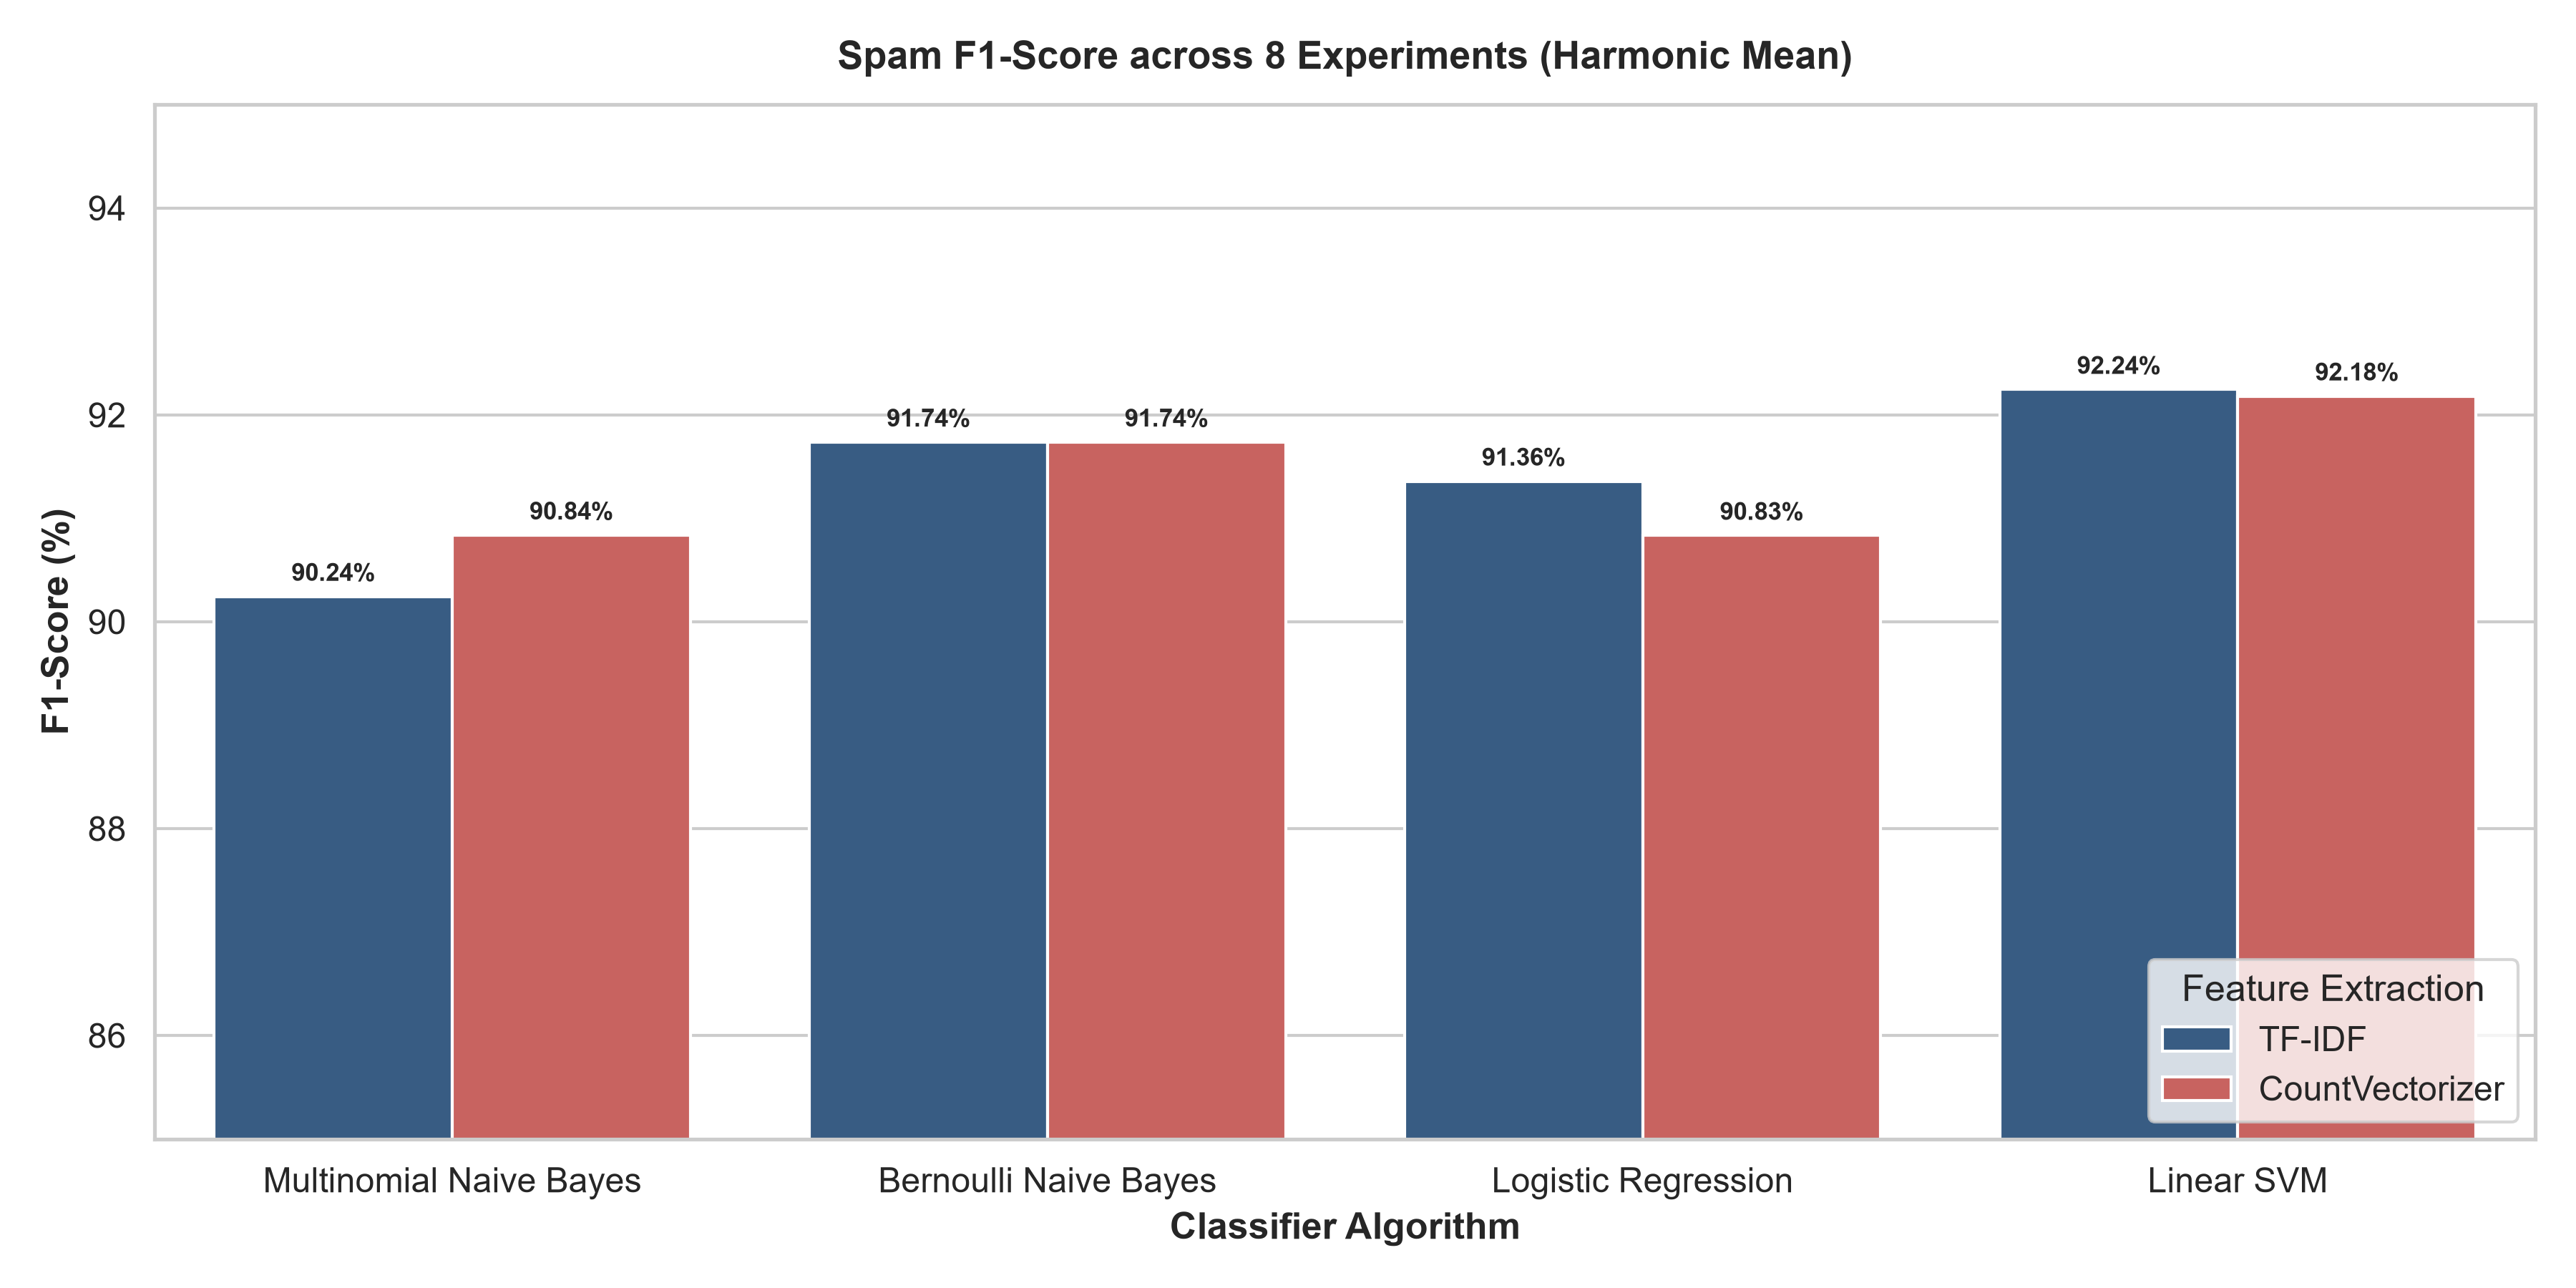 Spam F1-Score across 8 Experiments (Harmonic Mean)
F1-Score (%)
94
92
90
88
86
90.24%
90.84%
91.74%
91.74%
91.36%
90.83%
92.24%
92.18%
Feature Extraction
TF-IDF
CountVectorizer
Multinomial Naive Bayes
Bernoulli Naive Bayes
Logistic Regression
Linear SVM
Classifier Algorithm